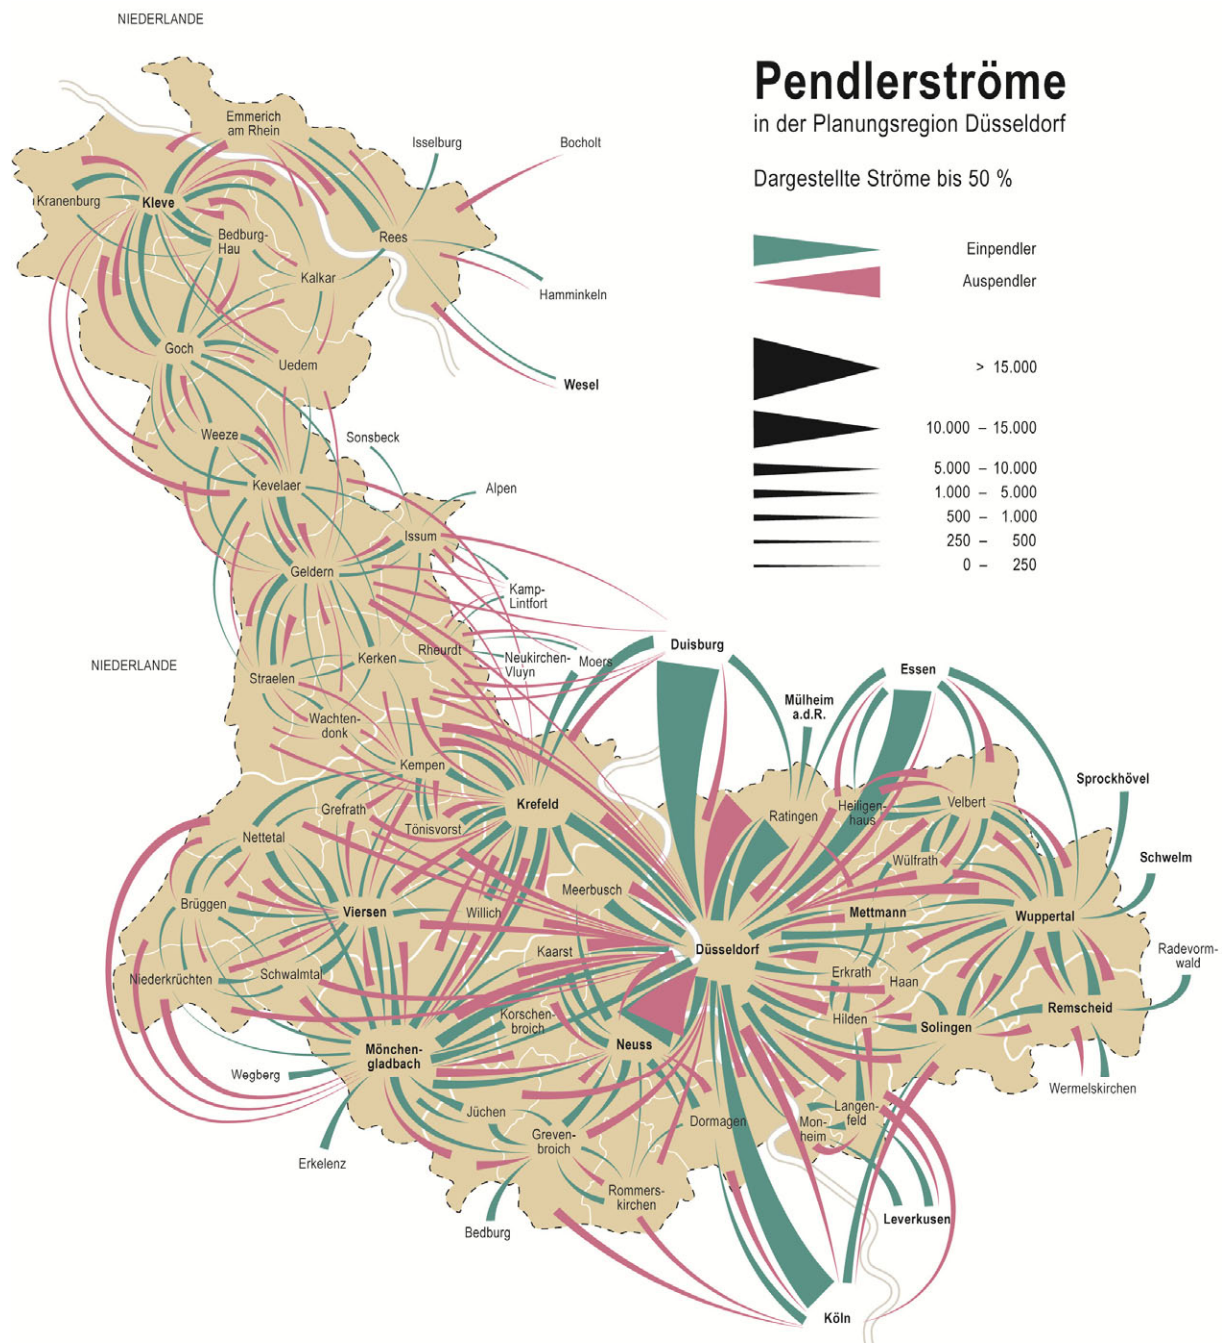 NIEDERLANDE
Pendlerströme
in der Planungsregion Düsseldorf
Dargestellte Ströme bis 50 %
Einpendler
Auspendler
> 15.000
10.000 – 15.000
5.000 – 10.000
1.000 – 5.000
500 – 1.000
250 – 500
0 – 250
Emmerich
am Rhein
Isselburg
Bocholt
Kranenburg
Kleve
Bedburg-
Hau
Rees
Kalkar
Hamminkeln
Goch
Uedem
Wesel
Weeze
Sonsbeck
Kevelaer
Alpen
Issum
Geldern
Kamp-
Lintfort
NIEDERLANDE
Straelen
Kerken
Rheurdt
Neukirchen-
Vluyn
Moers
Duisburg
Essen
Mülheim
a.d.R.
Wachten-
donk
Kempen
Sprockhövel
Krefeld
Ratingen
Heiligen-
haus
Velbert
Grefrath
Tönisvorst
Nettetal
Wülfrath
Schwelm
Meerbusch
Brüggen
Viersen
Willich
Mettmann
Wuppertal
Kaarst
Düsseldorf
Radevorm-
wald
Niederkrüchten
Schwalmtal
Erkrath
Haan
Korschen-
broich
Hilden
Solingen
Remscheid
Mönchen-
gladbach
Neuss
Wegberg
Wermelskirchen
Jüchen
Dormagen
Mon-
heim
Langen-
feld
Greven-
broich
Erkelenz
Rommers-
kirchen
Leverkusen
Bedburg
Köln